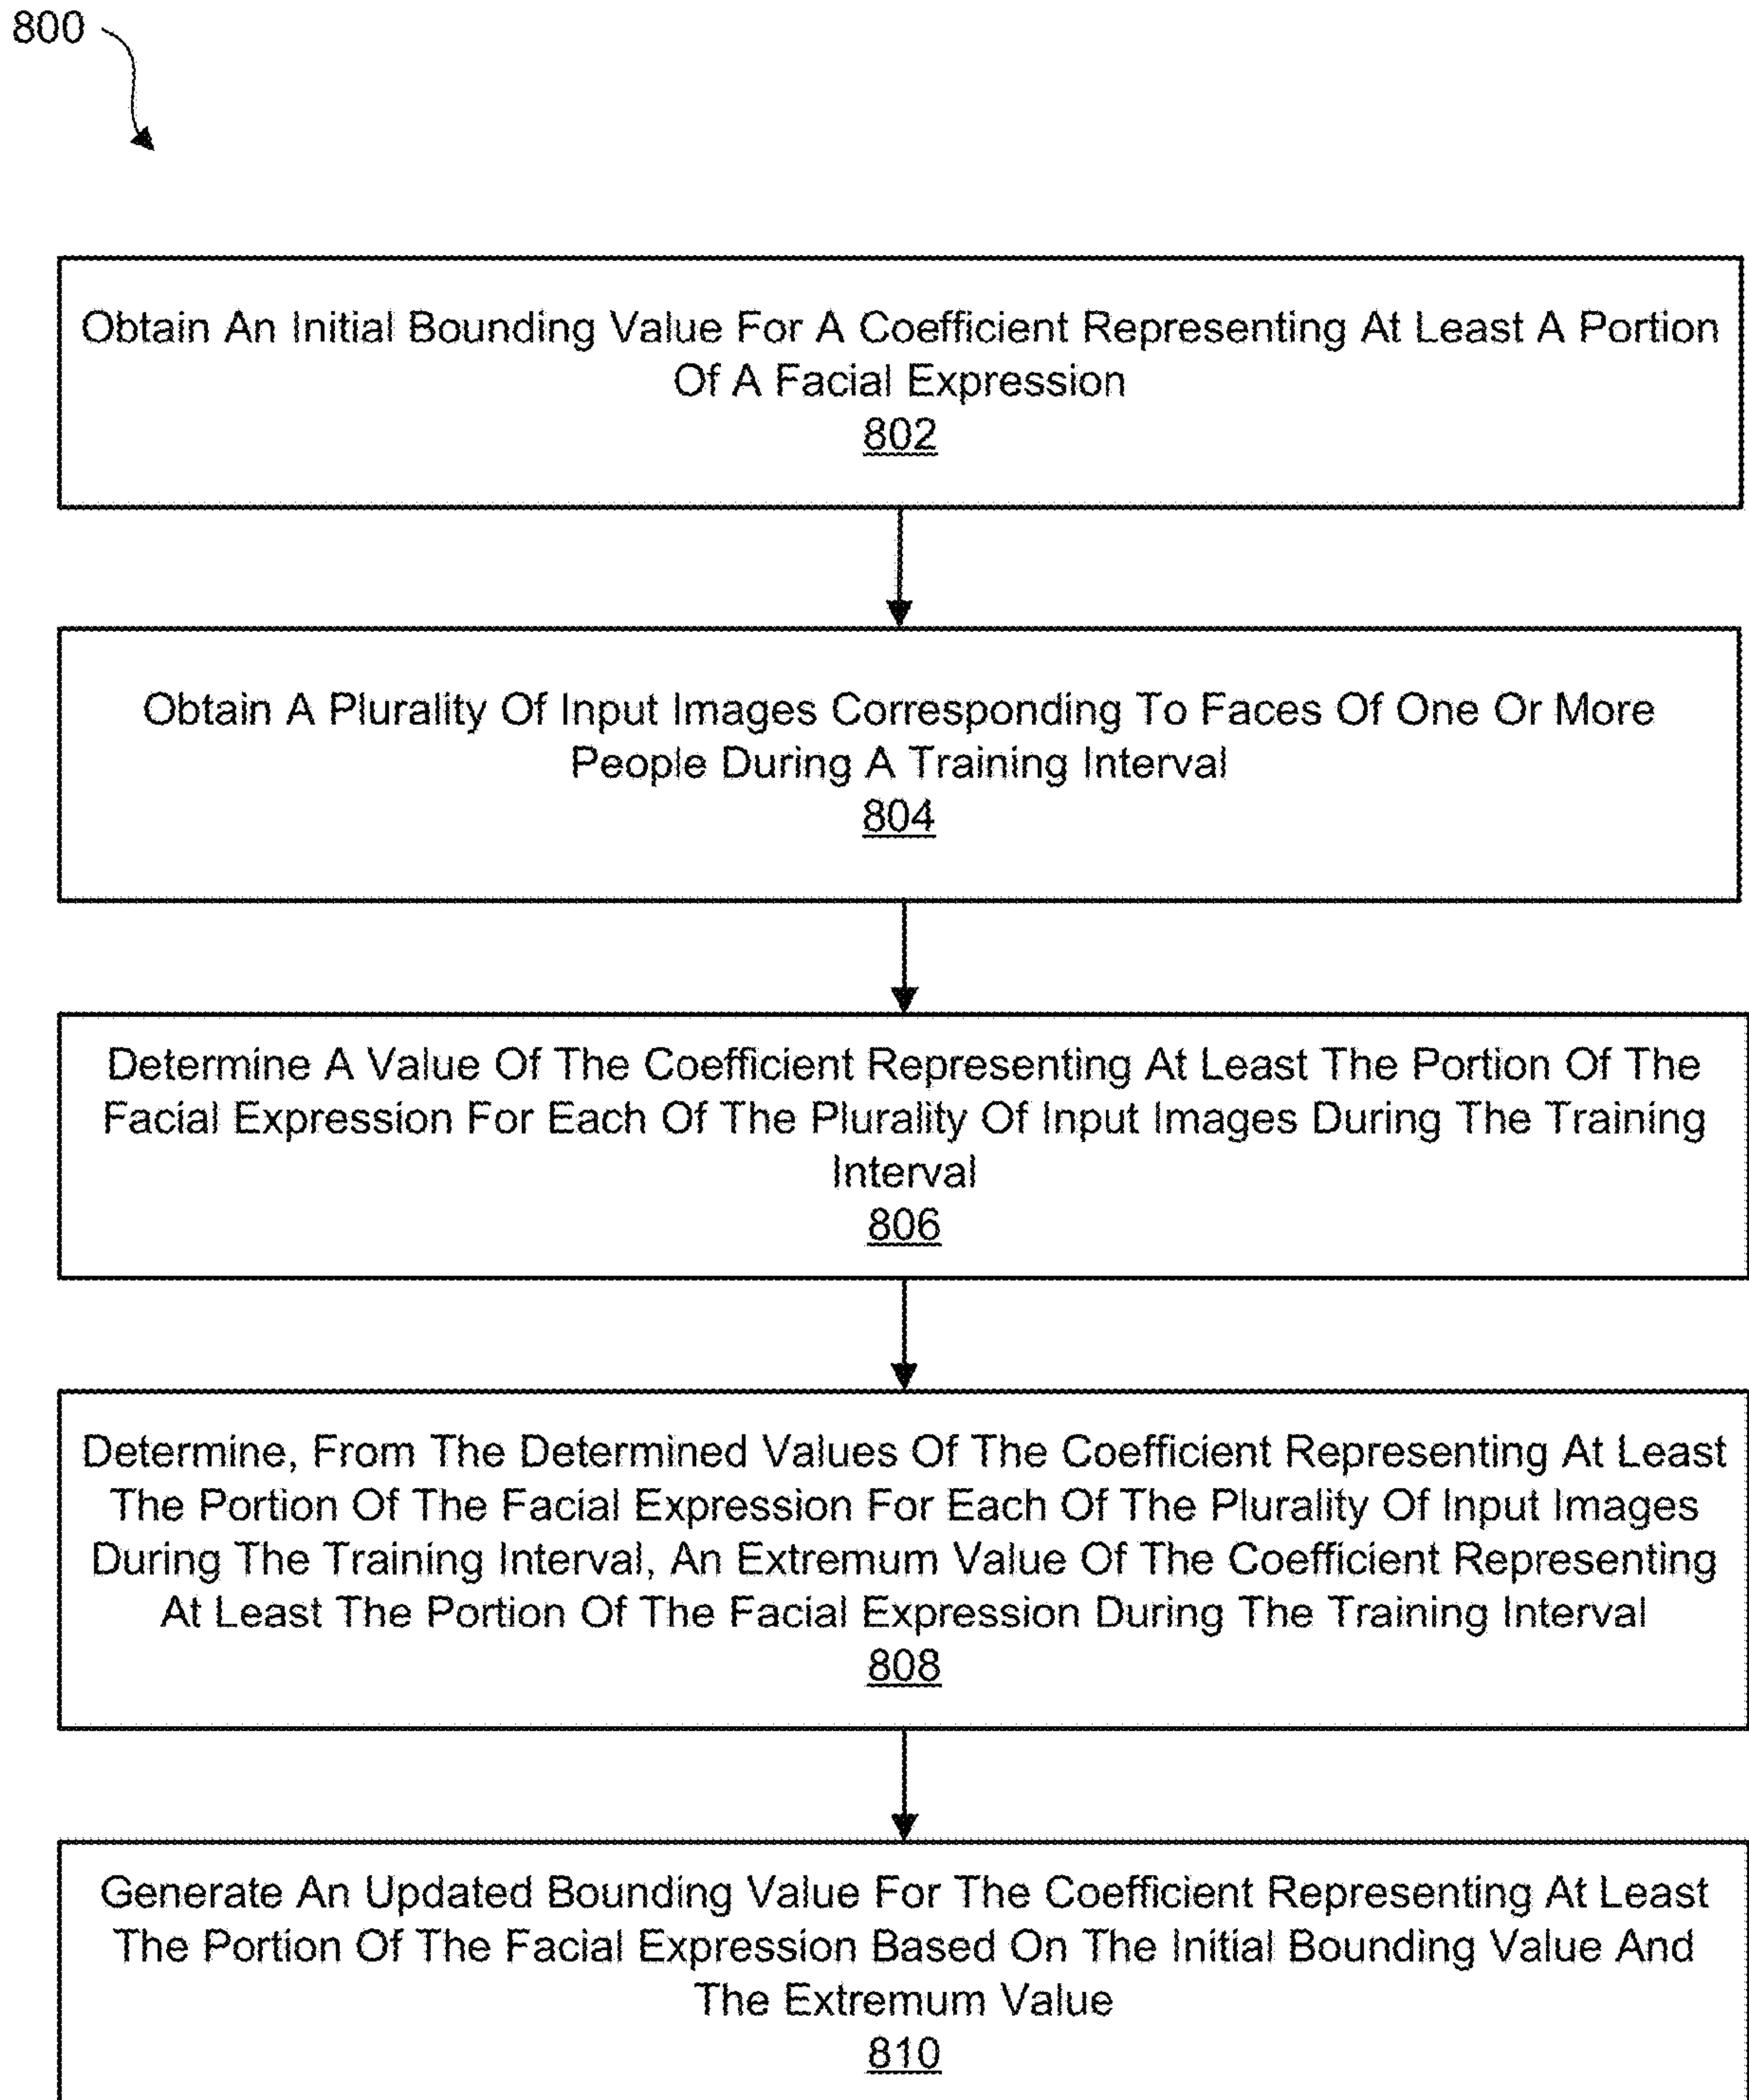 800
Obtain An Initial Bounding Value For A Coefficient Representing At Least A Portion
Of A Facial Expression
802
Obtain A Plurality Of Input Images Corresponding To Faces Of One Or More
People During A Training Interval
804
Determine A Value Of The Coefficient Representing At Least The Portion Of The
Facial Expression For Each Of The Plurality Of Input Images During The Training
Interval
806
Determine, From The Determined Values Of The Coefficient Representing At Least
The Portion Of The Facial Expression For Each Of The Plurality Of Input Images
During The Training Interval, An Extremum Value Of The Coefficient Representing
At Least The Portion Of The Facial Expression During The Training Interval
808
Generate An Updated Bounding Value For The Coefficient Representing At Least
The Portion Of The Facial Expression Based On The Initial Bounding Value And
The Extremum Value
810